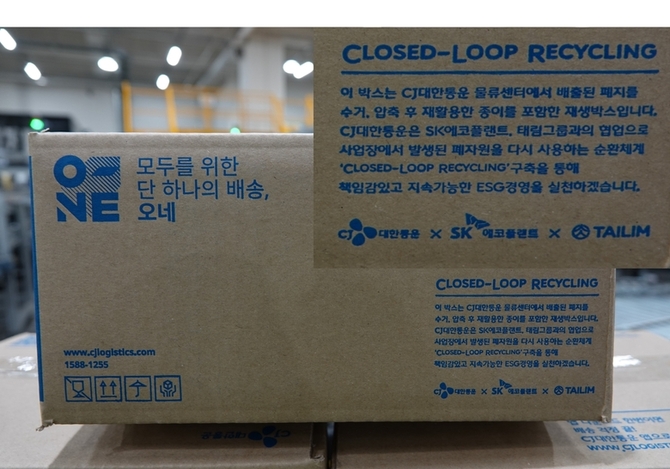 CLOSED-LOOP RECYCLING
이 박스는 CJ대한통운 물류센터에서 배출된 폐지를
수거, 압축 후 재활용한 종이를 포함한 재생박스입니다.
CJ대한통운은 SK에코플랜트, 태림그룹과의 협업으로
사업장에서 발생된 폐자원을 다시 사용하는 순환체계
'CLOSED-LOOP RECYCLING'구축을 통해
책임감있고 지속가능한 ESG경영을 실천하겠습니다.
CJ 대한통운 × SK 에코플랜트 × TAILIM
O-NE
모두를 위한
단 하나의 배송,
오네
www.cjlogistics.com
1588-1255
CLOSED-LOOP RECYCLING
이 박스는 CJ대한통운 물류센터에서 배출된 폐지를
수거, 압축 후 재활용한 종이를 포함한 재생박스입니다.
CJ대한통운은 SK에코플랜트, 태림그룹과의 협업으로
사업장에서 발생된 폐자원을 다시 사용하는 순환체계
'CLOSED-LOOP RECYCLING'구축을 통해
책임감있고 지속가능한 ESG경영을 실천하겠습니다.
CJ 대한통운 × SK 에코플랜트 × TAILIM
CJ대한통운